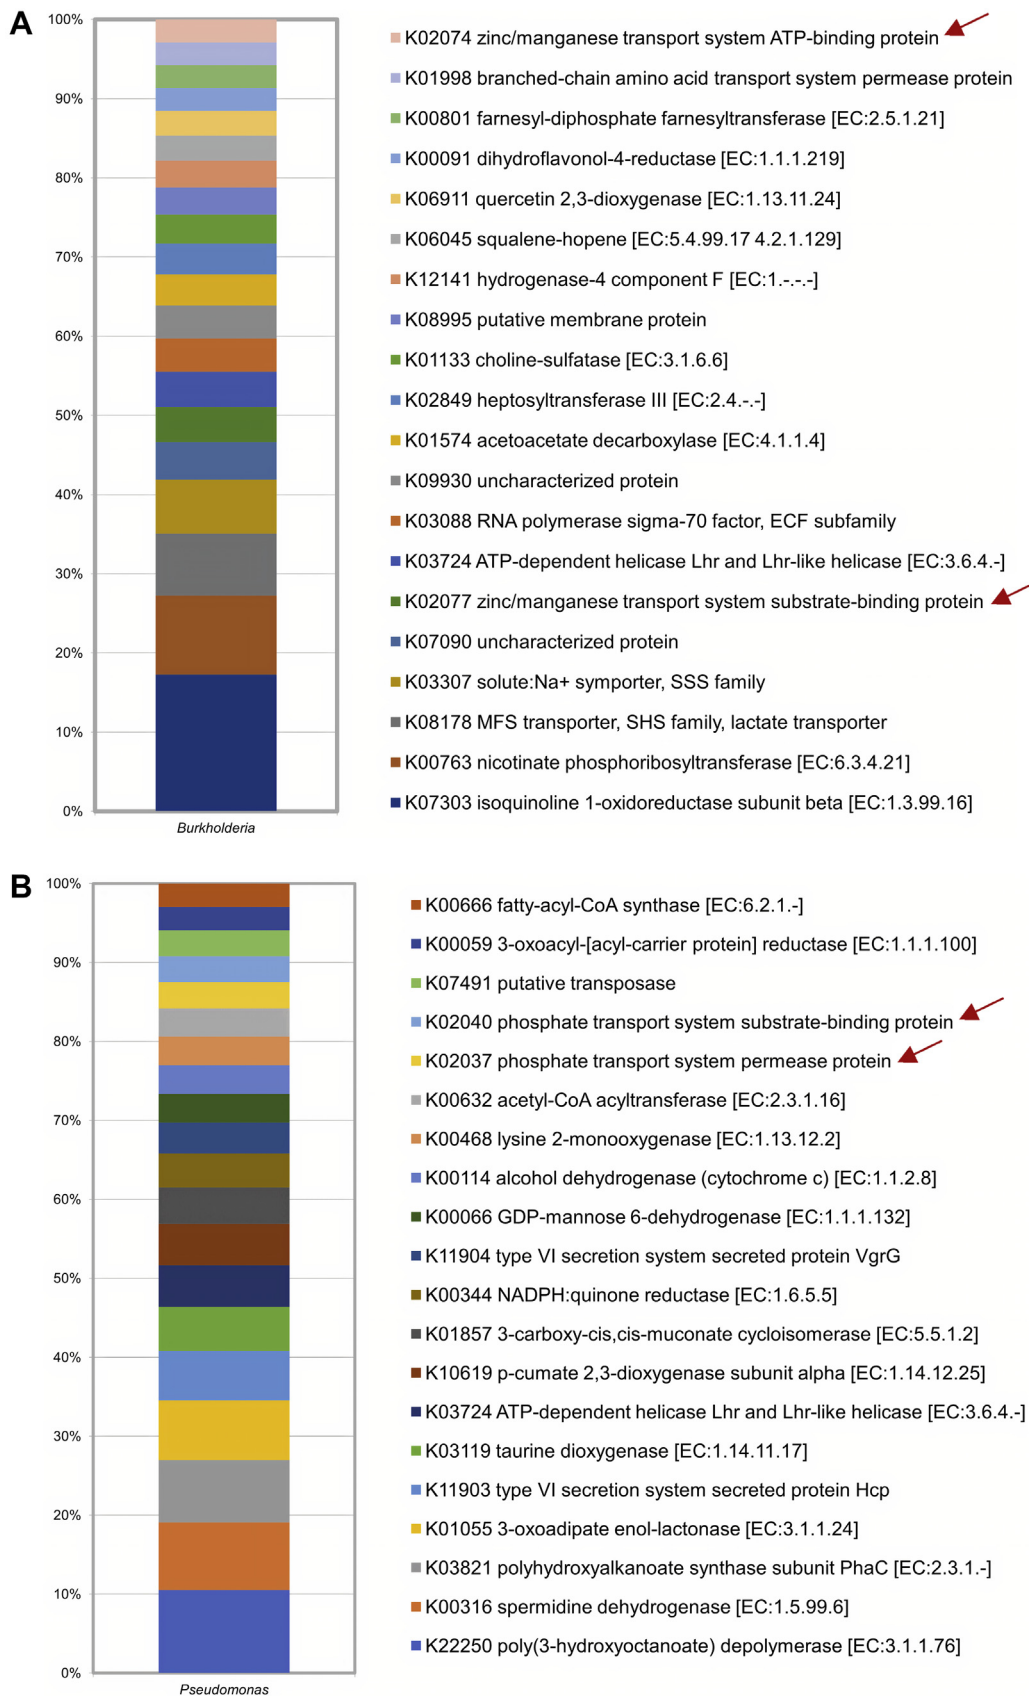 A
100%
90%
80%
70%
60%
50%
40%
30%
20%
10%
0%
Burkholderia
K02074 zinc/manganese transport system ATP-binding protein
K01998 branched-chain amino acid transport system permease protein
K00801 farnesyl-diphosphate farnesyltransferase [EC:2.5.1.21]
K00091 dihydroflavonol-4-reductase [EC:1.1.1.219]
K06911 quercetin 2,3-dioxygenase [EC:1.13.11.24]
K06045 squalene-hopene [EC:5.4.99.17 4.2.1.129]
K12141 hydrogenase-4 component F [EC:1.-.-.-]
K08995 putative membrane protein
K01133 choline-sulfatase [EC:3.1.6.6]
K02849 heptosyltransferase III [EC:2.4.-.-]
K01574 acetoacetate decarboxylase [EC:4.1.1.4]
K09930 uncharacterized protein
K03088 RNA polymerase sigma-70 factor, ECF subfamily
K03724 ATP-dependent helicase Lhr and Lhr-like helicase [EC:3.6.4.-]
K02077 zinc/manganese transport system substrate-binding protein
K07090 uncharacterized protein
K03307 solute:Na+ symporter, SSS family
K08178 MFS transporter, SHS family, lactate transporter
K00763 nicotinate phosphoribosyltransferase [EC:6.3.4.21]
K07303 isoquinoline 1-oxidoreductase subunit beta [EC:1.3.99.16]
B
100%
90%
80%
70%
60%
50%
40%
30%
20%
10%
0%
Pseudomonas
K00666 fatty-acyl-CoA synthase [EC:6.2.1.-]
K00059 3-oxoacyl-[acyl-carrier protein] reductase [EC:1.1.1.100]
K07491 putative transposase
K02040 phosphate transport system substrate-binding protein
K02037 phosphate transport system permease protein
K00632 acetyl-CoA acyltransferase [EC:2.3.1.16]
K00468 lysine 2-monooxygenase [EC:1.13.12.2]
K00114 alcohol dehydrogenase (cytochrome c) [EC:1.1.2.8]
K00066 GDP-mannose 6-dehydrogenase [EC:1.1.1.132]
K11904 type VI secretion system secreted protein VgrG
K00344 NADPH:quinone reductase [EC:1.6.5.5]
K01857 3-carboxy-cis,cis-muconate cycloisomerase [EC:5.5.1.2]
K10619 p-cumate 2,3-dioxygenase subunit alpha [EC:1.14.12.25]
K03724 ATP-dependent helicase Lhr and Lhr-like helicase [EC:3.6.4.-]
K03119 taurine dioxygenase [EC:1.14.11.17]
K11903 type VI secretion system secreted protein Hcp
K01055 3-oxoadipate enol-lactonase [EC:3.1.1.24]
K03821 polyhydroxyalkanoate synthase subunit PhaC [EC:2.3.1.-]
K00316 spermidine dehydrogenase [EC:1.5.99.6]
K22250 poly(3-hydroxyoctanoate) depolymerase [EC:3.1.1.76]